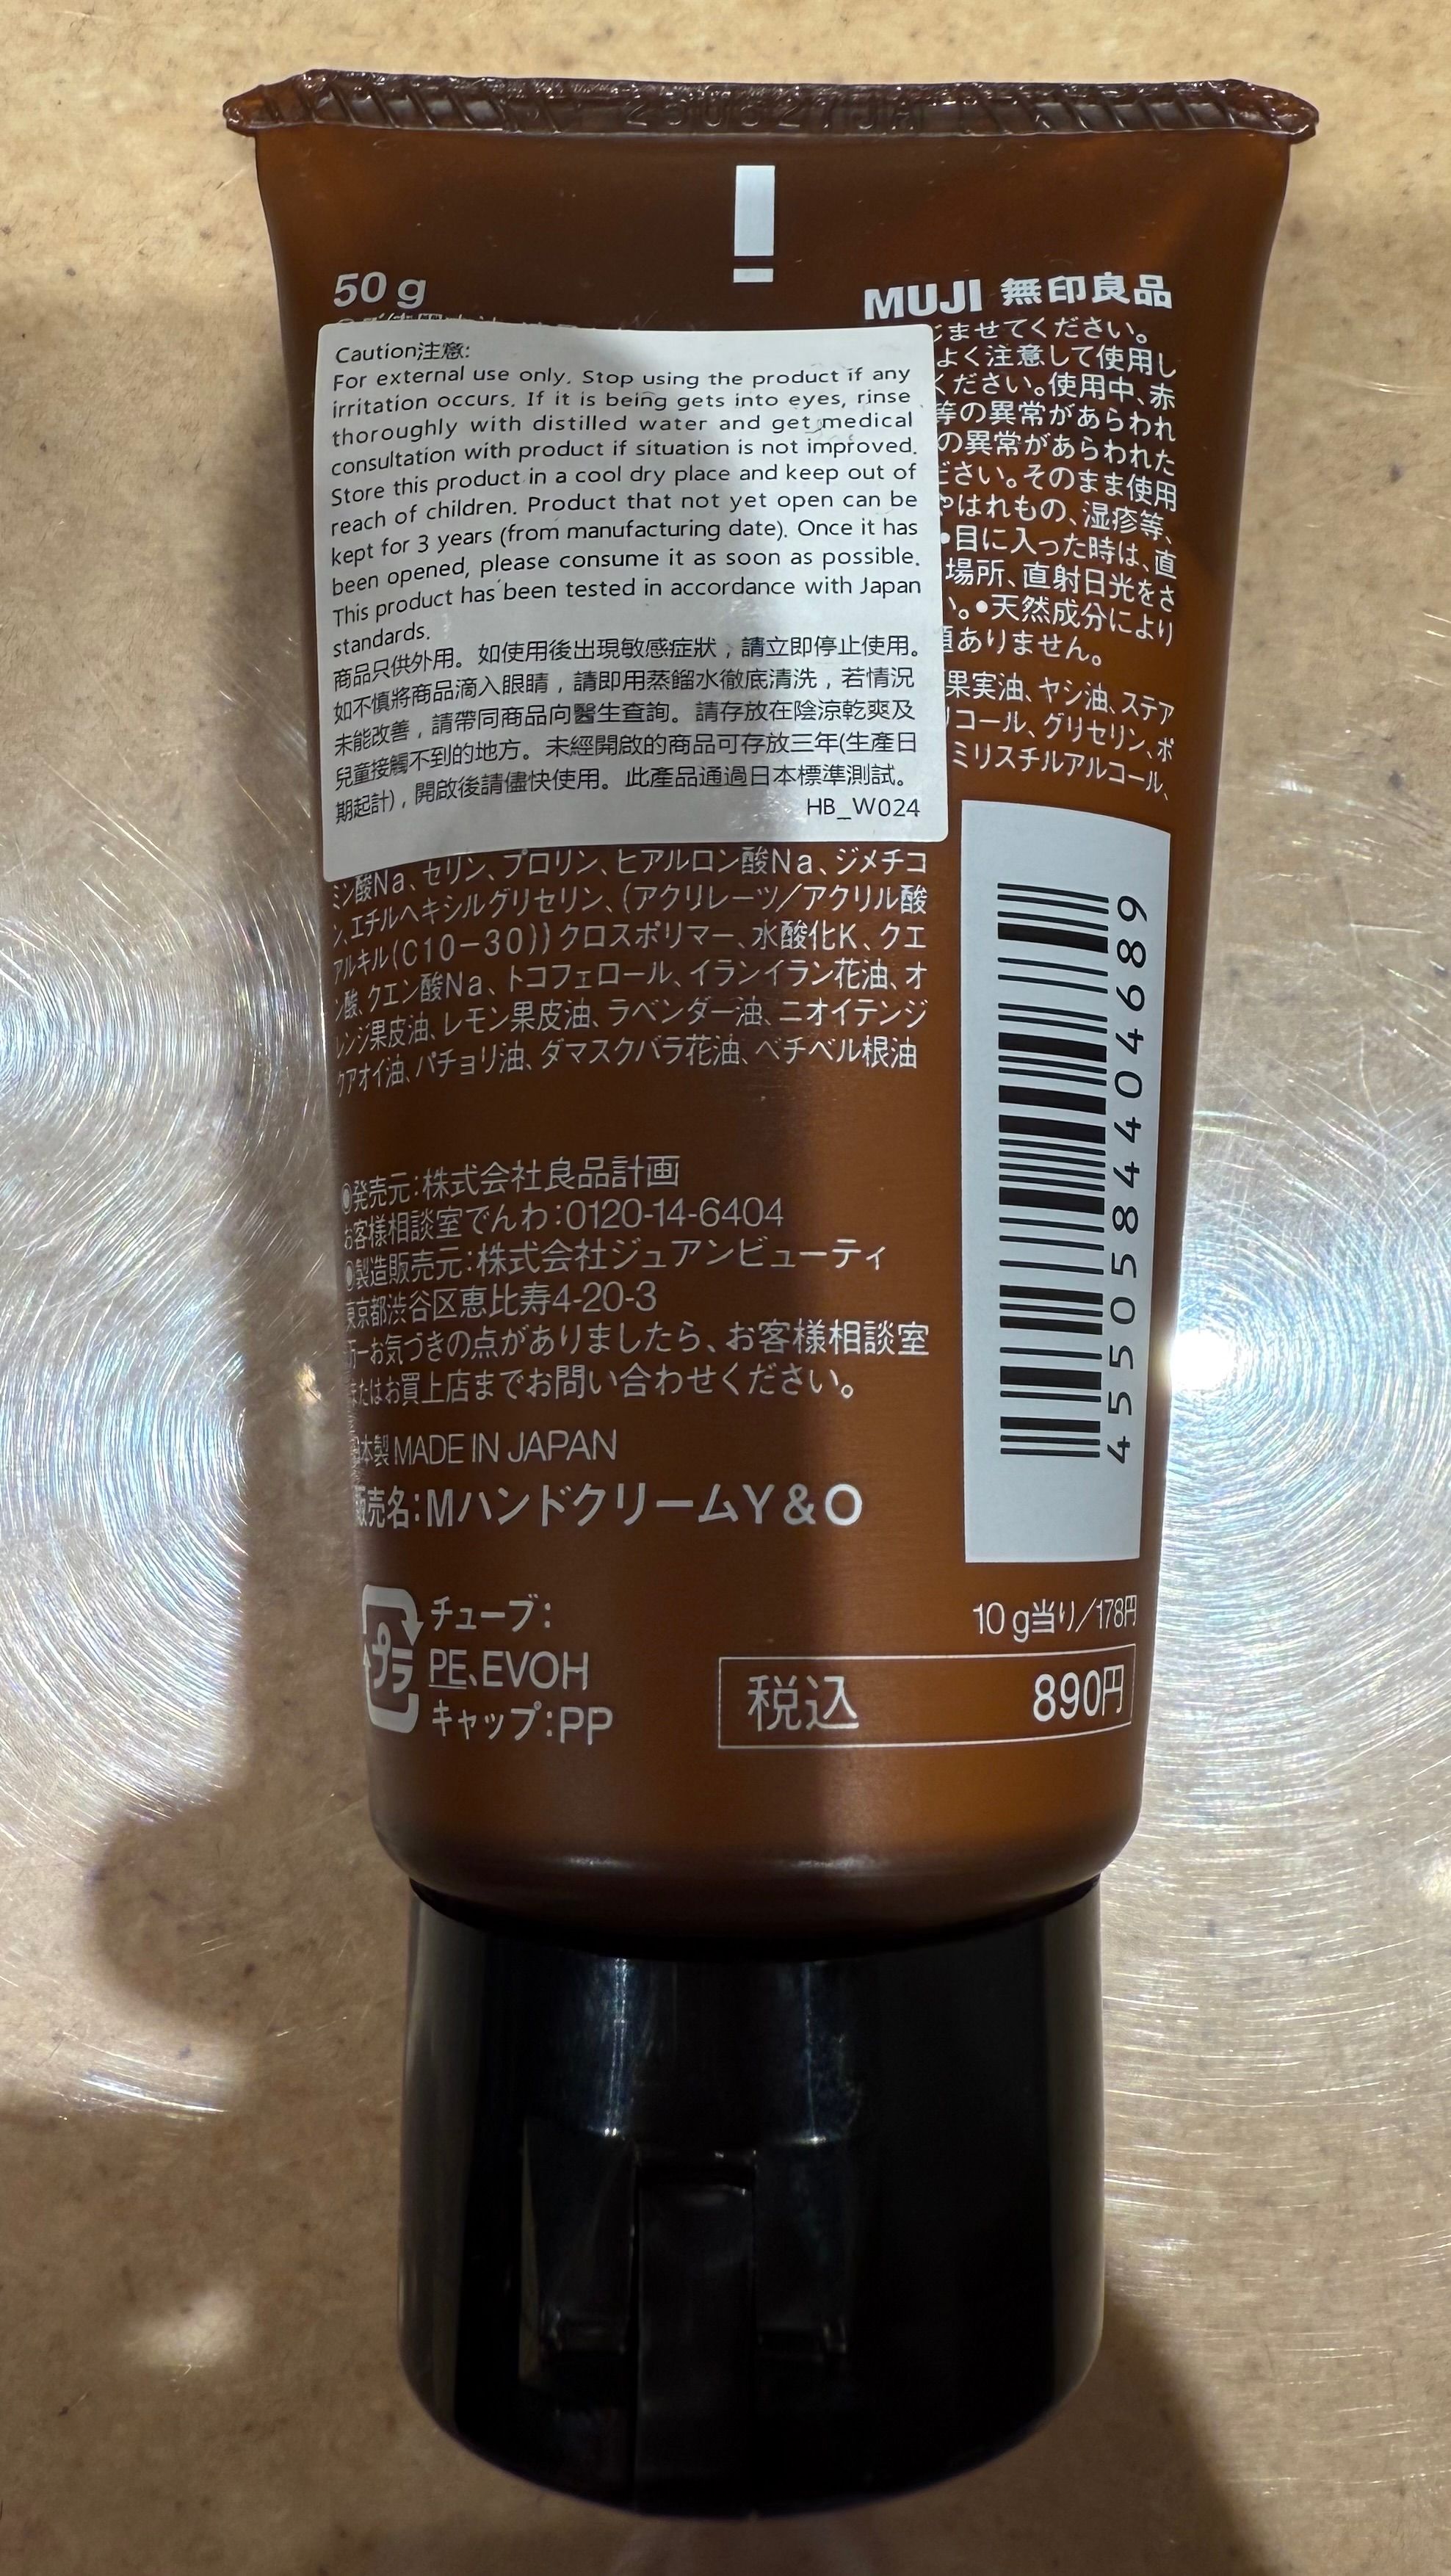 50 g
MUJI 無印良品
Caution注意:
For external use only. Stop using the product if any
irritation occurs. If it is being gets into eyes, rinse
thoroughly with distilled water and get medical
consultation with product if situation is not improved.
Store this product in a cool dry place and keep out of
reach of children. Product that not yet open can be
kept for 3 years (from manufacturing date). Once it has
been opened, please consume it as soon as possible.
This product has been tested in accordance with Japan
standards.
商品只供外用。如使用後出現敏感症狀，請立即停止使用。
如不慎將商品滴入眼睛，請即用蒸餾水徹底清洗，若情況
未能改善，請帶同商品向醫生查詢。請存放在陰涼乾爽及
兒童接觸不到的地方。未經開啟的商品可存放三年(生產日
期起計)，開啟後請儘快使用。此產品通過日本標準測試。
HB_W024
じませてください。
よく注意して使用し
ください。使用中、赤
等の異常があらわれ
の異常があらわれた
ださい。そのまま使用
やはれもの、湿疹等、
•目に入った時は、直
場所、直射日光をさ
い。•天然成分により
題ありません。
果実油、ヤシ油、ステア
リコール、グリセリン、ポ
ミリスチルアルコール、
ミン酸Na、セリン、プロリン、ヒアルロン酸Na、ジメチコ
ン、エチルヘキシルグリセリン、(アクリレーツ／アクリル酸
アルキル(C10－30))クロスポリマー、水酸化K、クエ
ン酸、クエン酸Na、トコフェロール、イランイラン花油、オ
レンジ果皮油、レモン果皮油、ラベンダー油、ニオイテンジ
クアオイ油、パチョリ油、ダマスクバラ花油、ベチベル根油
4550584404689
◉発売元:株式会社良品計画
お客様相談室でんわ:0120-14-6404
◉製造販売元:株式会社ジュアンビューティ
東京都渋谷区恵比寿4-20-3
万一お気づきの点がありましたら、お客様相談室
またはお買上店までお問い合わせください。
日本製 MADE IN JAPAN
販売名:MハンドクリームY&O
プラ
チューブ:
PE、EVOH
キャップ:PP
10 g当り／178円
税込 890円